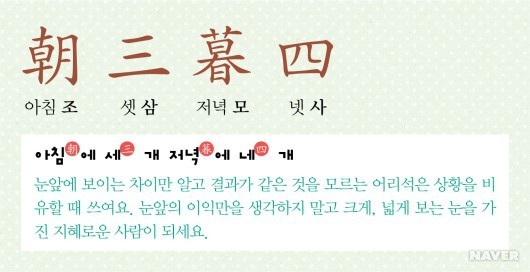 朝 三 暮 四
아침 조 셋 삼 저녁 모 넷 사
아침朝에 세三 개 저녁暮에 네四 개
눈앞에 보이는 차이만 알고 결과가 같은 것을 모르는 어리석은 상황을 비
유할 때 쓰여요. 눈앞의 이익만을 생각하지 말고 크게, 넓게 보는 눈을 가
진 지혜로운 사람이 되세요.
NAVER